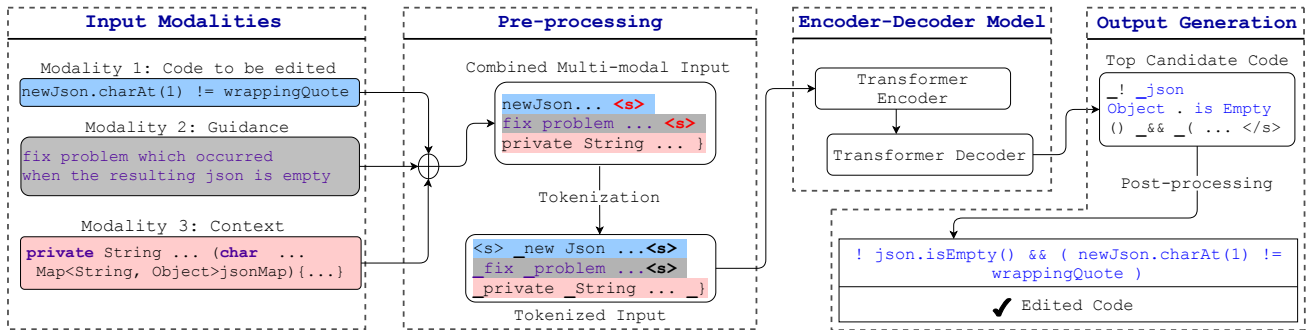 Input Modalities
Modality 1: Code to be edited
newJson.charAt(1) != wrappingQuote
Modality 2: Guidance
fix problem which occurred
when the resulting json is empty
Modality 3: Context
private String ... (char ...
Map<String, Object>jsonMap){...}
Pre-processing
Combined Multi-modal Input
newJson... <s>
fix problem ... <s>
private String ... }
Tokenization
<s> _new Json ...<s>
_fix _problem ...<s>
_private _String ... _}
Tokenized Input
Encoder-Decoder Model
Transformer
Encoder
Transformer Decoder
Output Generation
Top Candidate Code
_! _json
Object . is Empty
() _&& _( ... </s>
Post-processing
! json.isEmpty() && ( newJson.charAt(1) !=
wrappingQuote )
✔ Edited Code